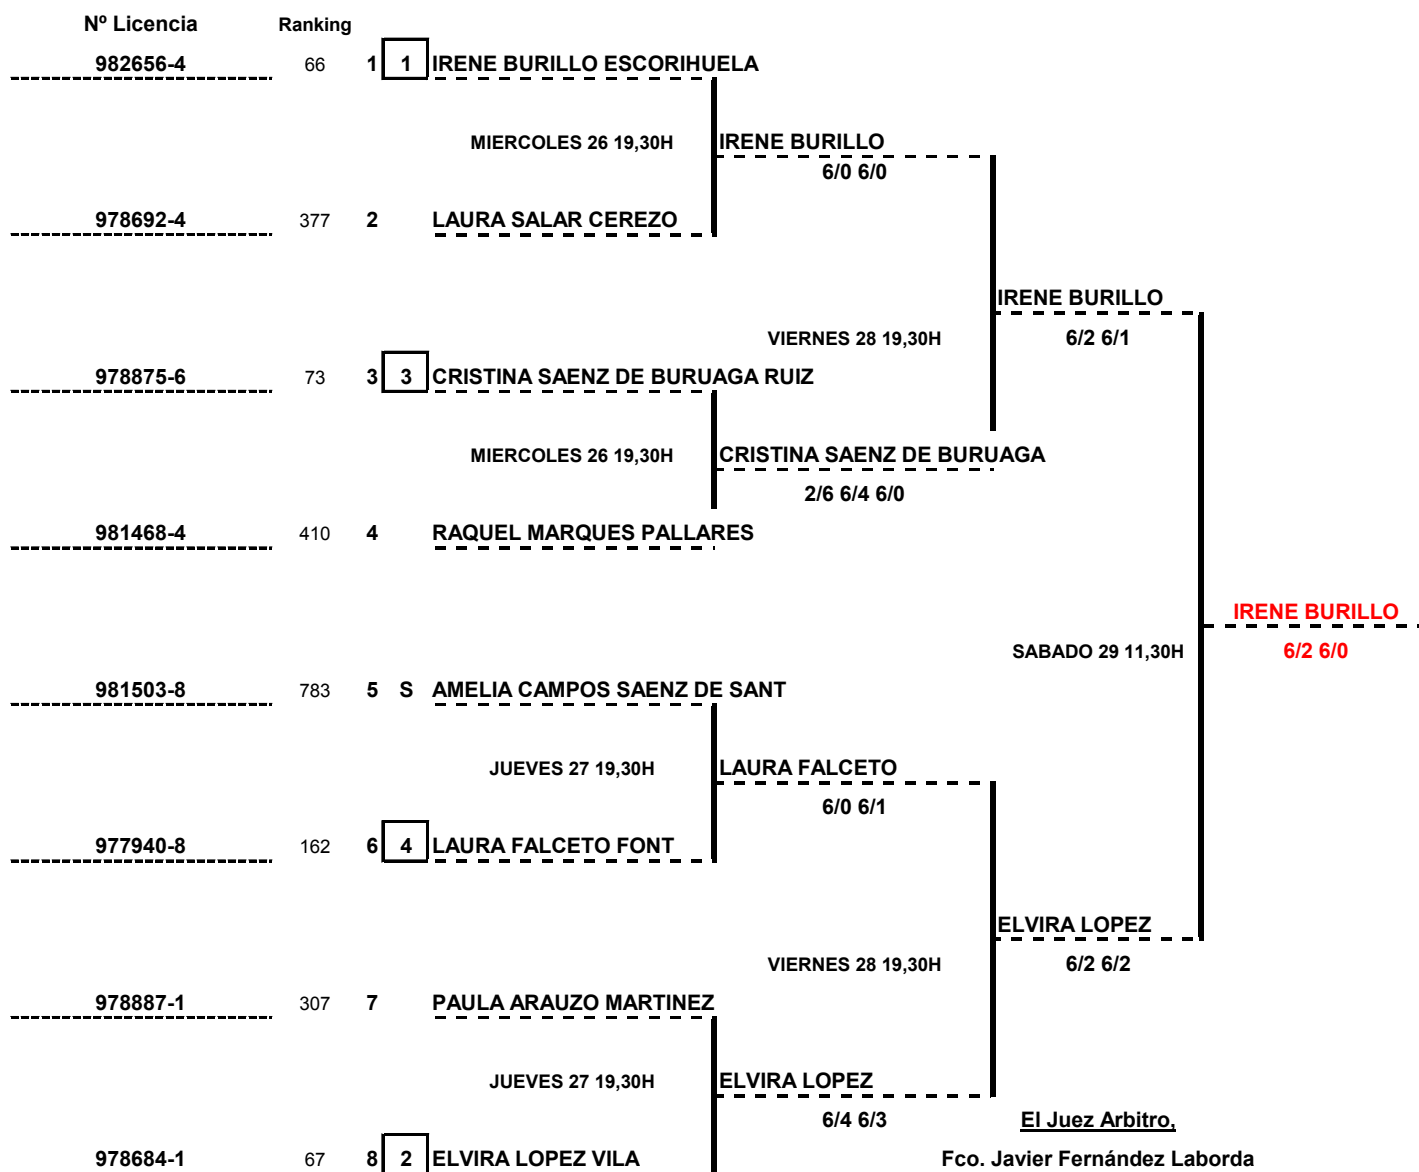 Nº Licencia Ranking
982656-4 66 1 1 IRENE BURILLO ESCORIHUELA
MIERCOLES 26 19,30H IRENE BURILLO
6/0 6/0
978692-4 377 2 LAURA SALAR CEREZO
IRENE BURILLO
VIERNES 28 19,30H 6/2 6/1
978875-6 73 3 3 CRISTINA SAENZ DE BURUAGA RUIZ
MIERCOLES 26 19,30H CRISTINA SAENZ DE BURUAGA
2/6 6/4 6/0
981468-4 410 4 RAQUEL MARQUES PALLARES
IRENE BURILLO
SABADO 29 11,30H 6/2 6/0
981503-8 783 5 S AMELIA CAMPOS SAENZ DE SANT
JUEVES 27 19,30H LAURA FALCETO
6/0 6/1
977940-8 162 6 4 LAURA FALCETO FONT
ELVIRA LOPEZ
VIERNES 28 19,30H 6/2 6/2
978887-1 307 7 PAULA ARAUZO MARTINEZ
JUEVES 27 19,30H ELVIRA LOPEZ
6/4 6/3 El Juez Arbitro,
978684-1 67 8 2 ELVIRA LOPEZ VILA Fco. Javier Fernández Laborda